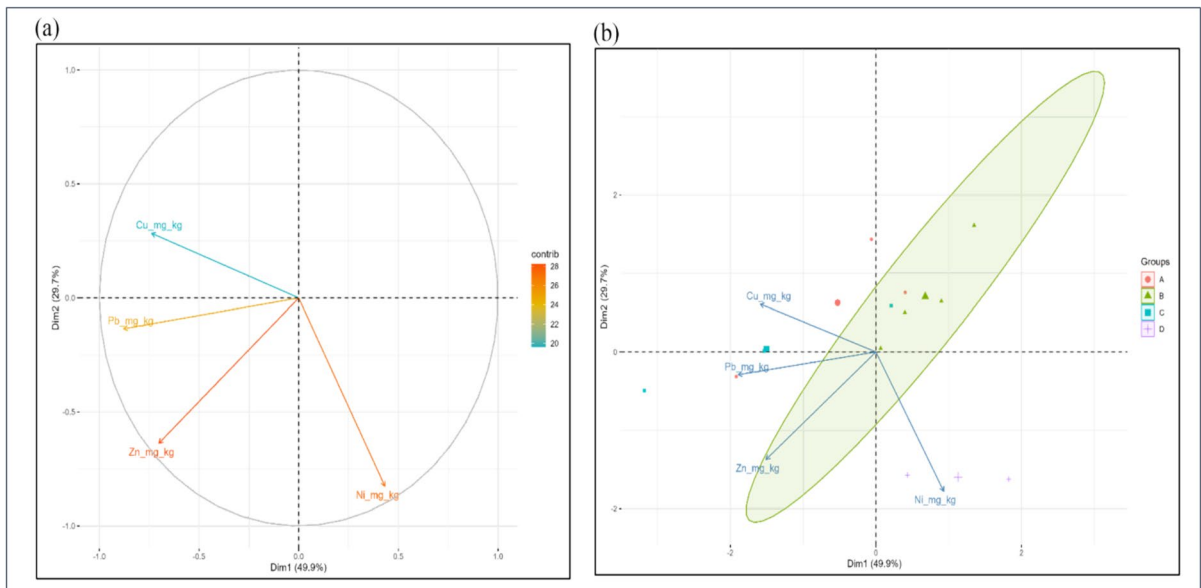 (a)
1.0
0.5
0.0
-0.5
-1.0
Dim2 (29.7%)
Cu_mg_kg
Pb_mg_kg
Zn_mg_kg
Ni_mg_kg
-1.0 -0.5 0.0 0.5 1.0
Dim1 (49.9%)
contrib
28
26
24
22
20
(b)
2
0
-2
Dim2 (29.7%)
Cu_mg_kg
Pb_mg_kg
Zn_mg_kg
Ni_mg_kg
-2 0 2
Dim1 (49.9%)
Groups
A
B
C
D